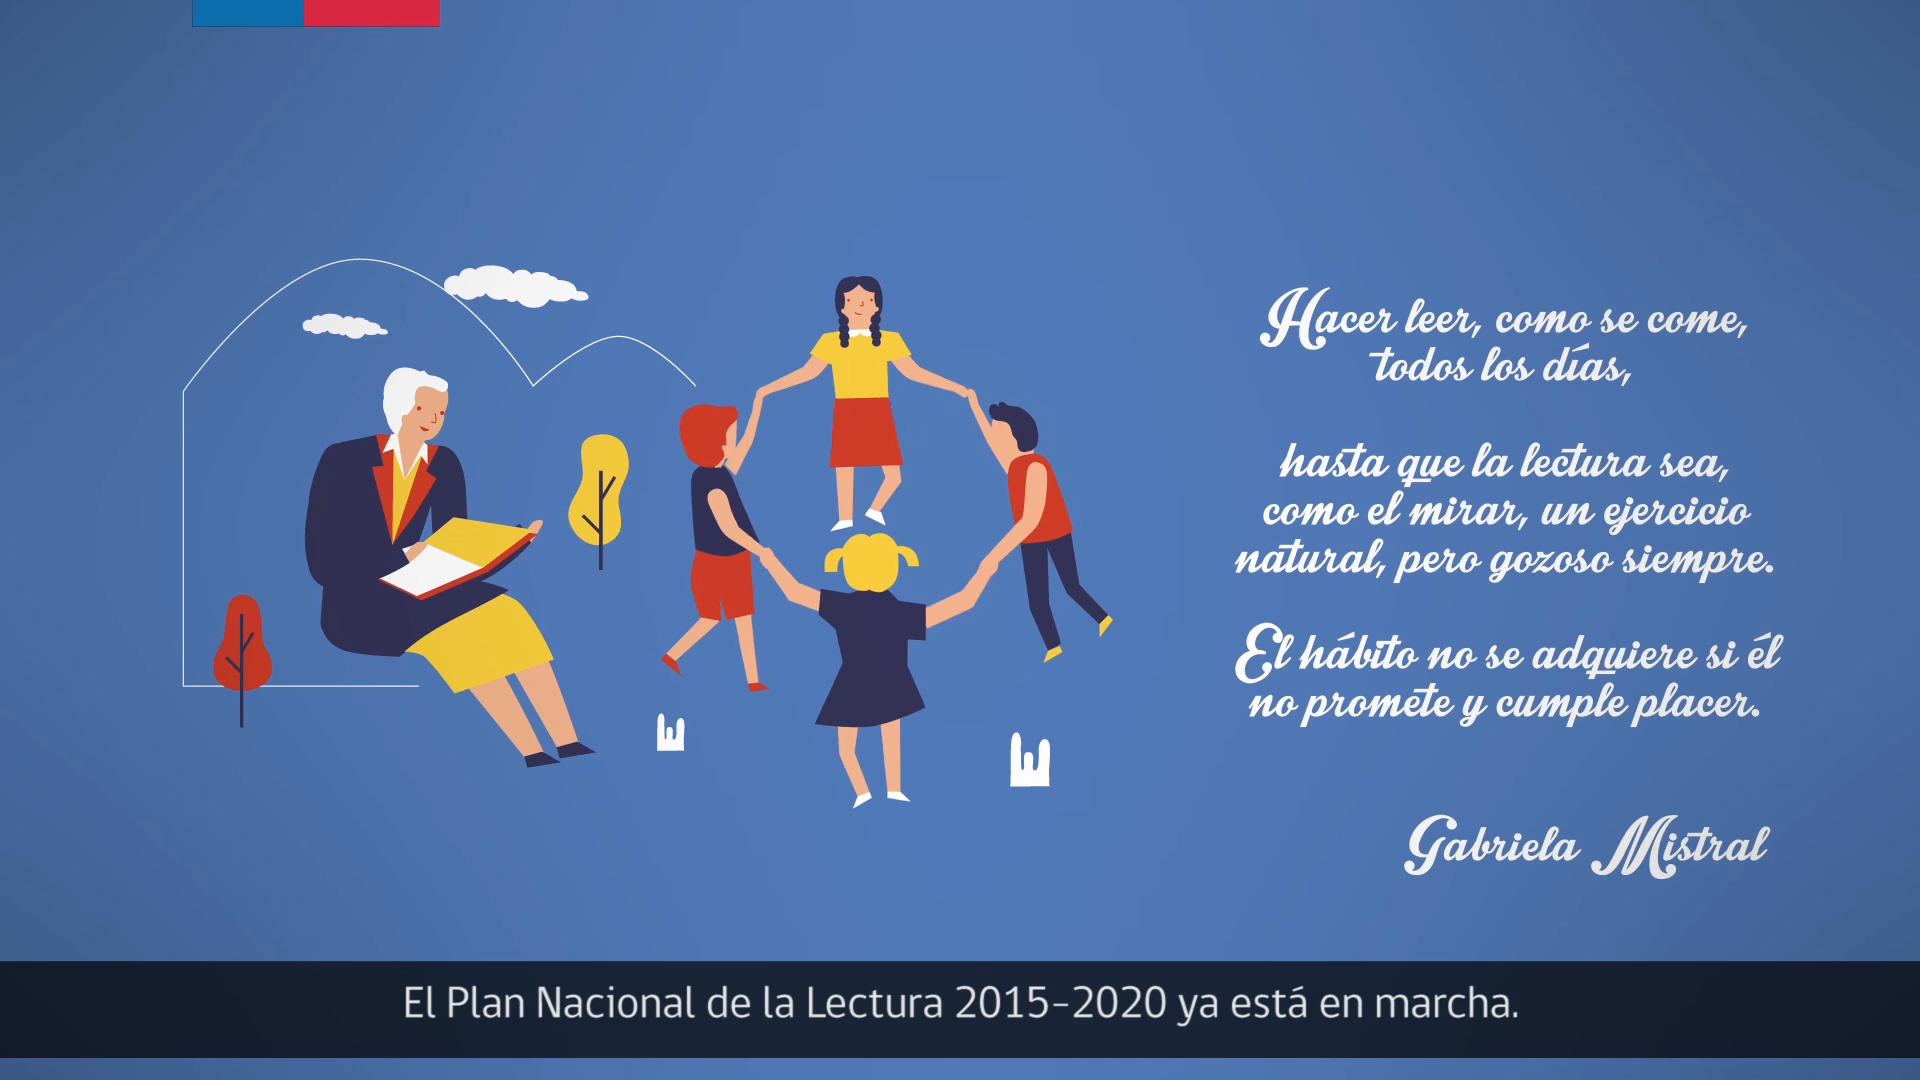 Hacer leer, como se come,
todos los días,
hasta que la lectura sea,
como el mirar, un ejercicio
natural, pero gozoso siempre.
El hábito no se adquiere si él
no promete y cumple placer.
Gabriela Mistral
El Plan Nacional de la Lectura 2015-2020 ya está en marcha.